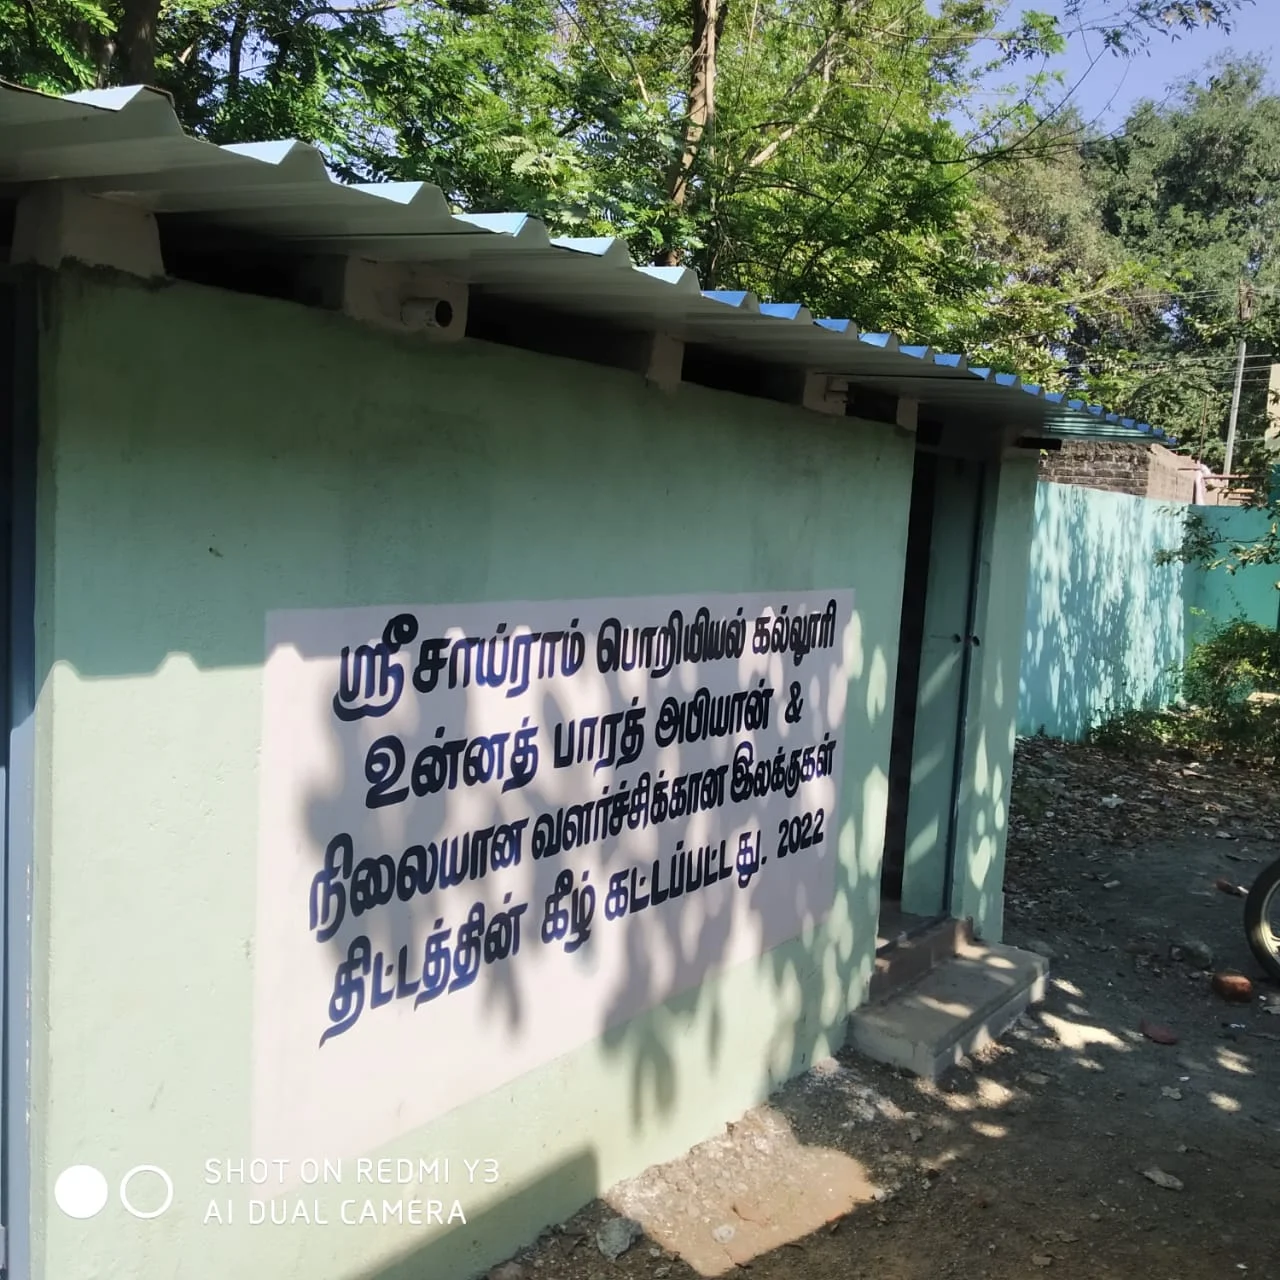 ஸ்ரீ சாய்ராம் பொறியியல் கல்லூரி
உன்னத் பாரத் அபியான் &
நிலையான வளர்ச்சிக்கான இலக்குகள்
திட்டத்தின் கீழ் கட்டப்பட்டது. 2022
SHOT ON REDMI Y3
AI DUAL CAMERA